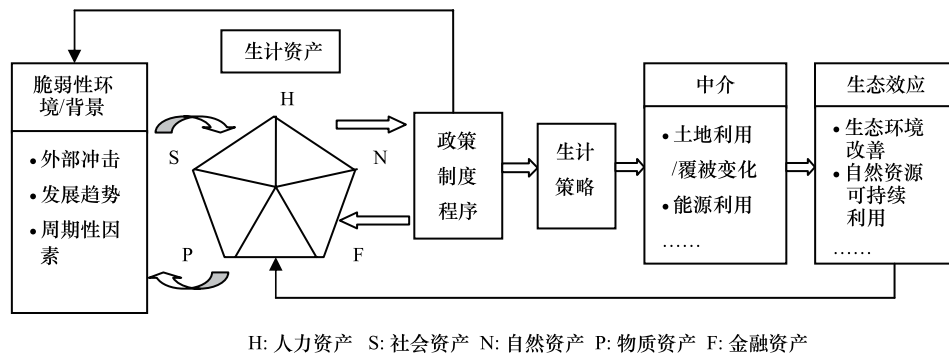 生计资产
脆弱性环
境/背景
• 外部冲击
• 发展趋势
• 周期性因
素
H
S
N
P
F
政策
制度
程序
生计
策略
中介
• 土地利用
/覆被变化
• 能源利用
……
生态效应
• 生态环境
改善
• 自然资源
可持续
利用
……
H: 人力资产 S: 社会资产 N: 自然资产 P: 物质资产 F: 金融资产